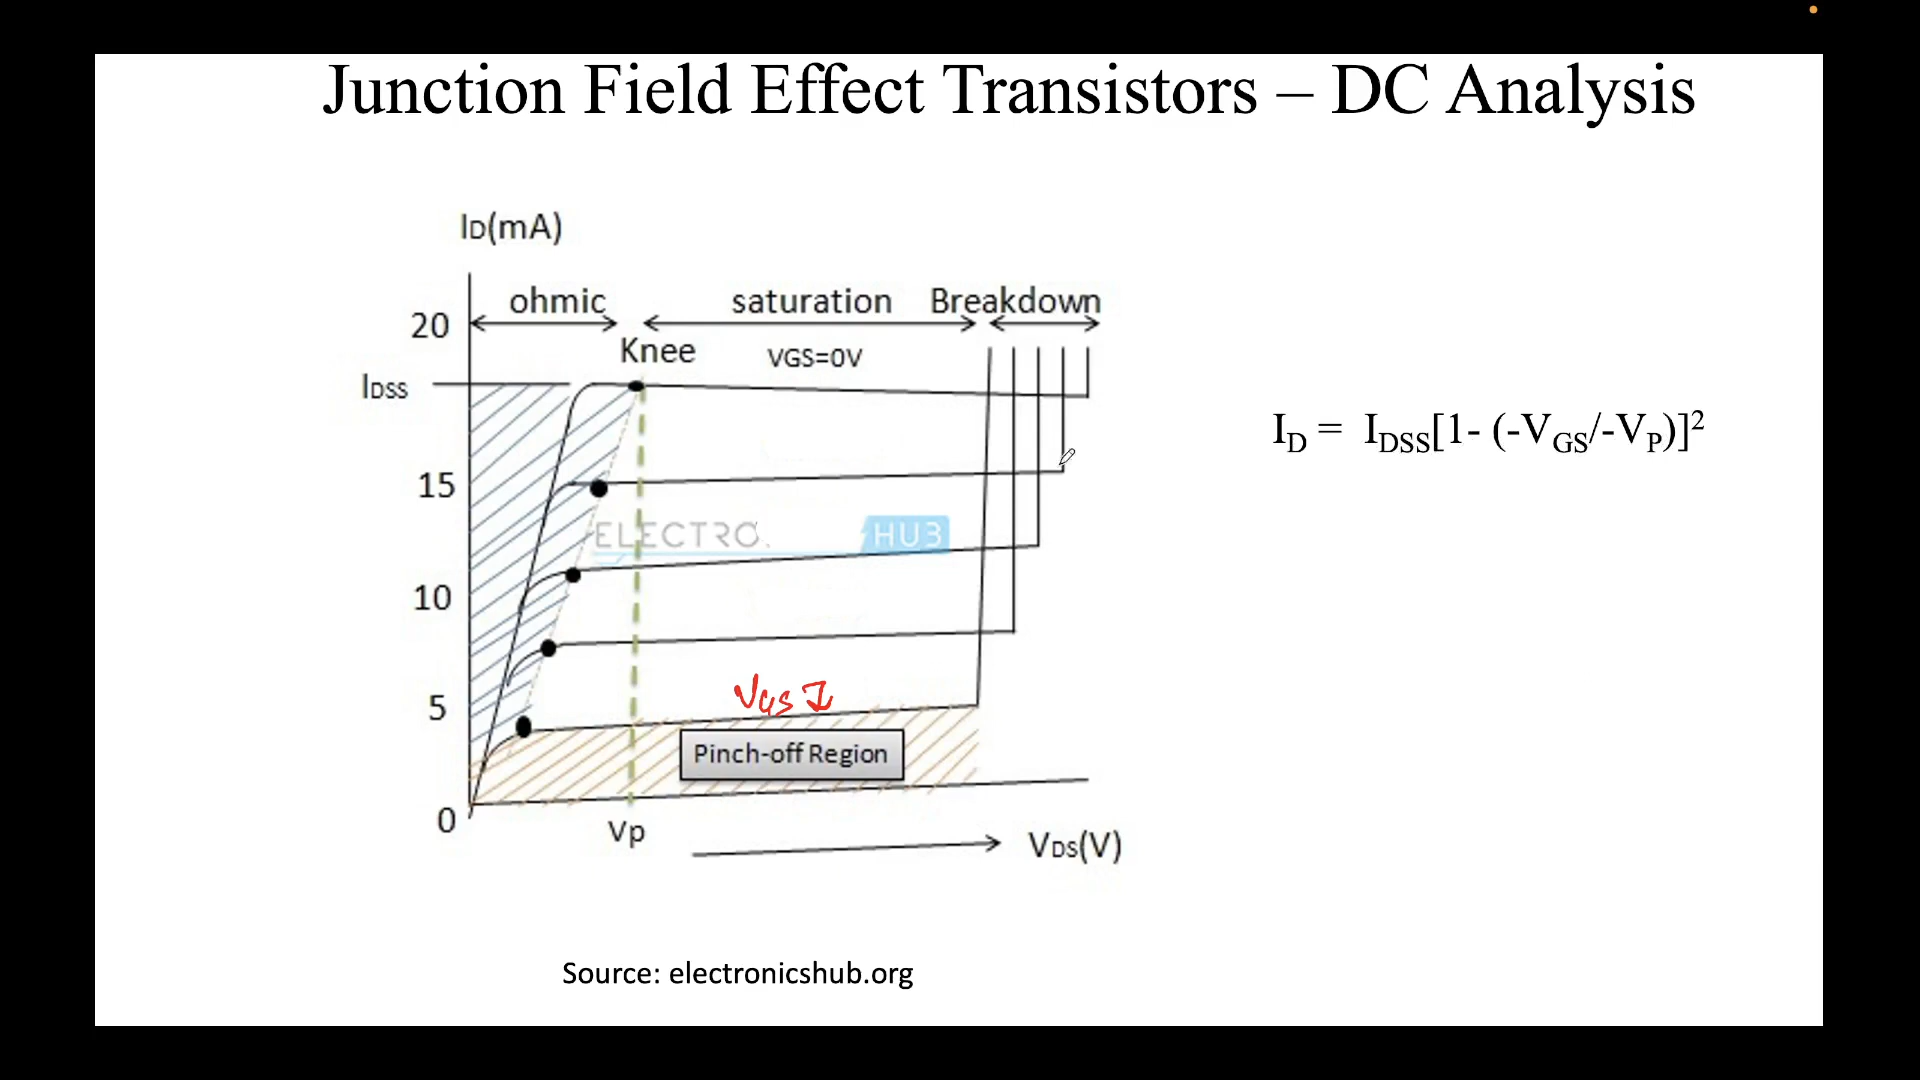 Junction Field Effect Transistors – DC Analysis
ID(mA)
ohmic saturation Breakdown
20
Knee VGS=0V
IDSS
ID = IDSS[1- (-VGS/-VP)]²
15
ELECTRO HUB
10
5
VGS
Pinch-off Region
0
Vp
VDS(V)
Source: electronicshub.org